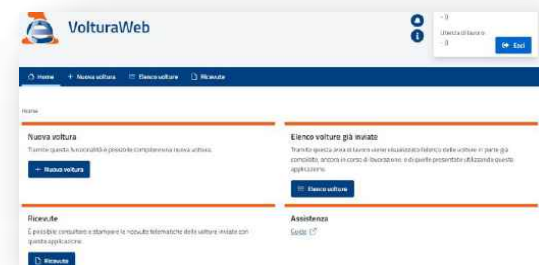 VolturaWeb
- 0
Utenza di lavoro
- 0
Esci
Home
+ Nuova voltura
Elenco volture
Ricevute
Home
Nuova voltura
Tramite questa funzionalità è possibile compilare una nuova voltura.
+ Nuova voltura
Elenco volture già inviate
Tramite questa area di lavoro viene visualizzato l'elenco delle volture in parte già
compilate, ancora in corso di lavorazione, e di quelle presentate utilizzando questa
applicazione.
Elenco volture
Ricevute
È possibile consultare e stampare le ricevute telematiche delle volture inviate con
questa applicazione.
Ricevute
Assistenza
Guida